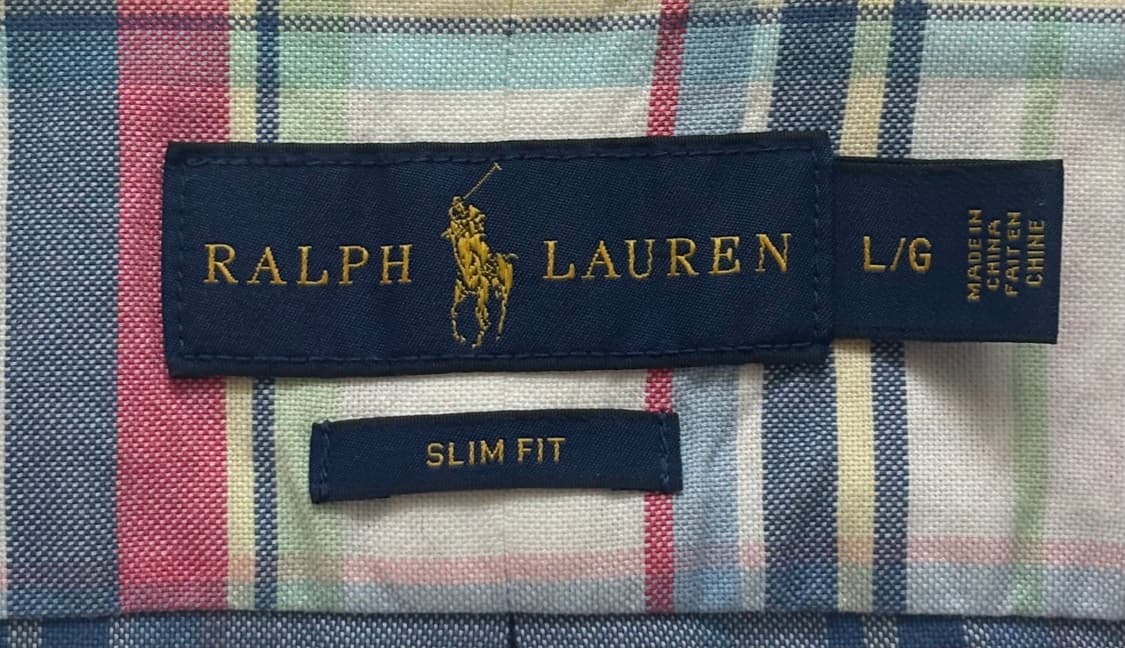 RALPH LAUREN
L/G
MADE IN
CHINA
FAIT EN
CHINE
SLIM FIT